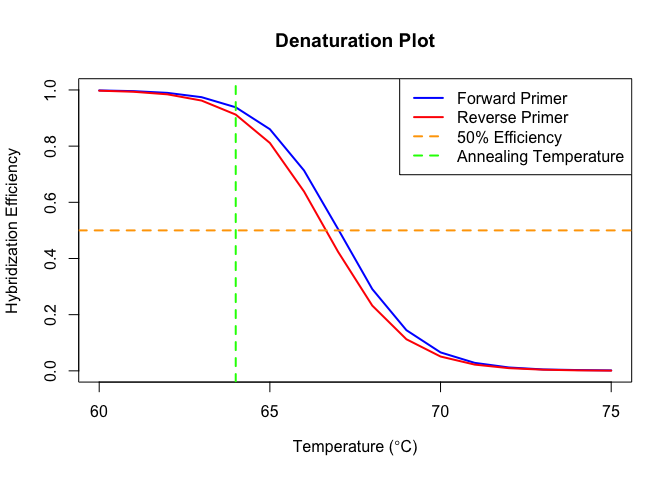 Denaturation Plot
Forward Primer
Reverse Primer
50% Efficiency
Annealing Temperature
Hybridization Efficiency
1.0
0.8
0.6
0.4
0.2
0.0
60
65
70
75
Temperature (°C)